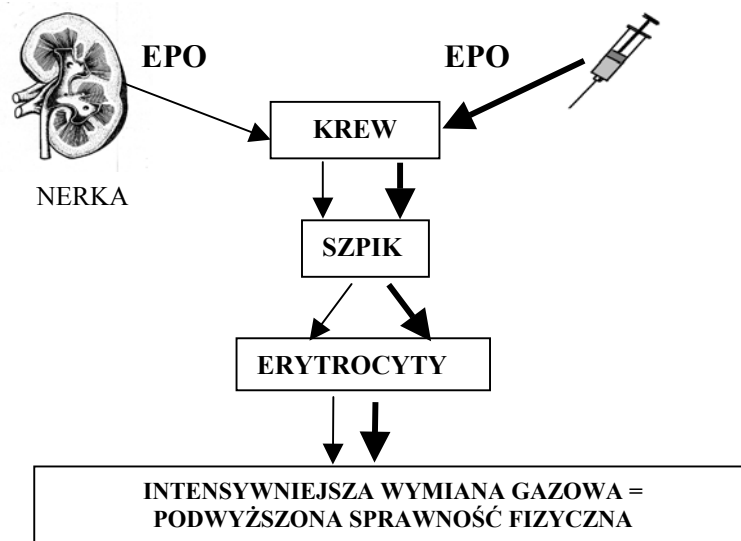 EPO
EPO
KREW
NERKA
SZPIK
ERYTROCYTY
INTENSYWNIEJSZA WYMIANA GAZOWA =
PODWYŻSZONA SPRAWNOŚĆ FIZYCZNA